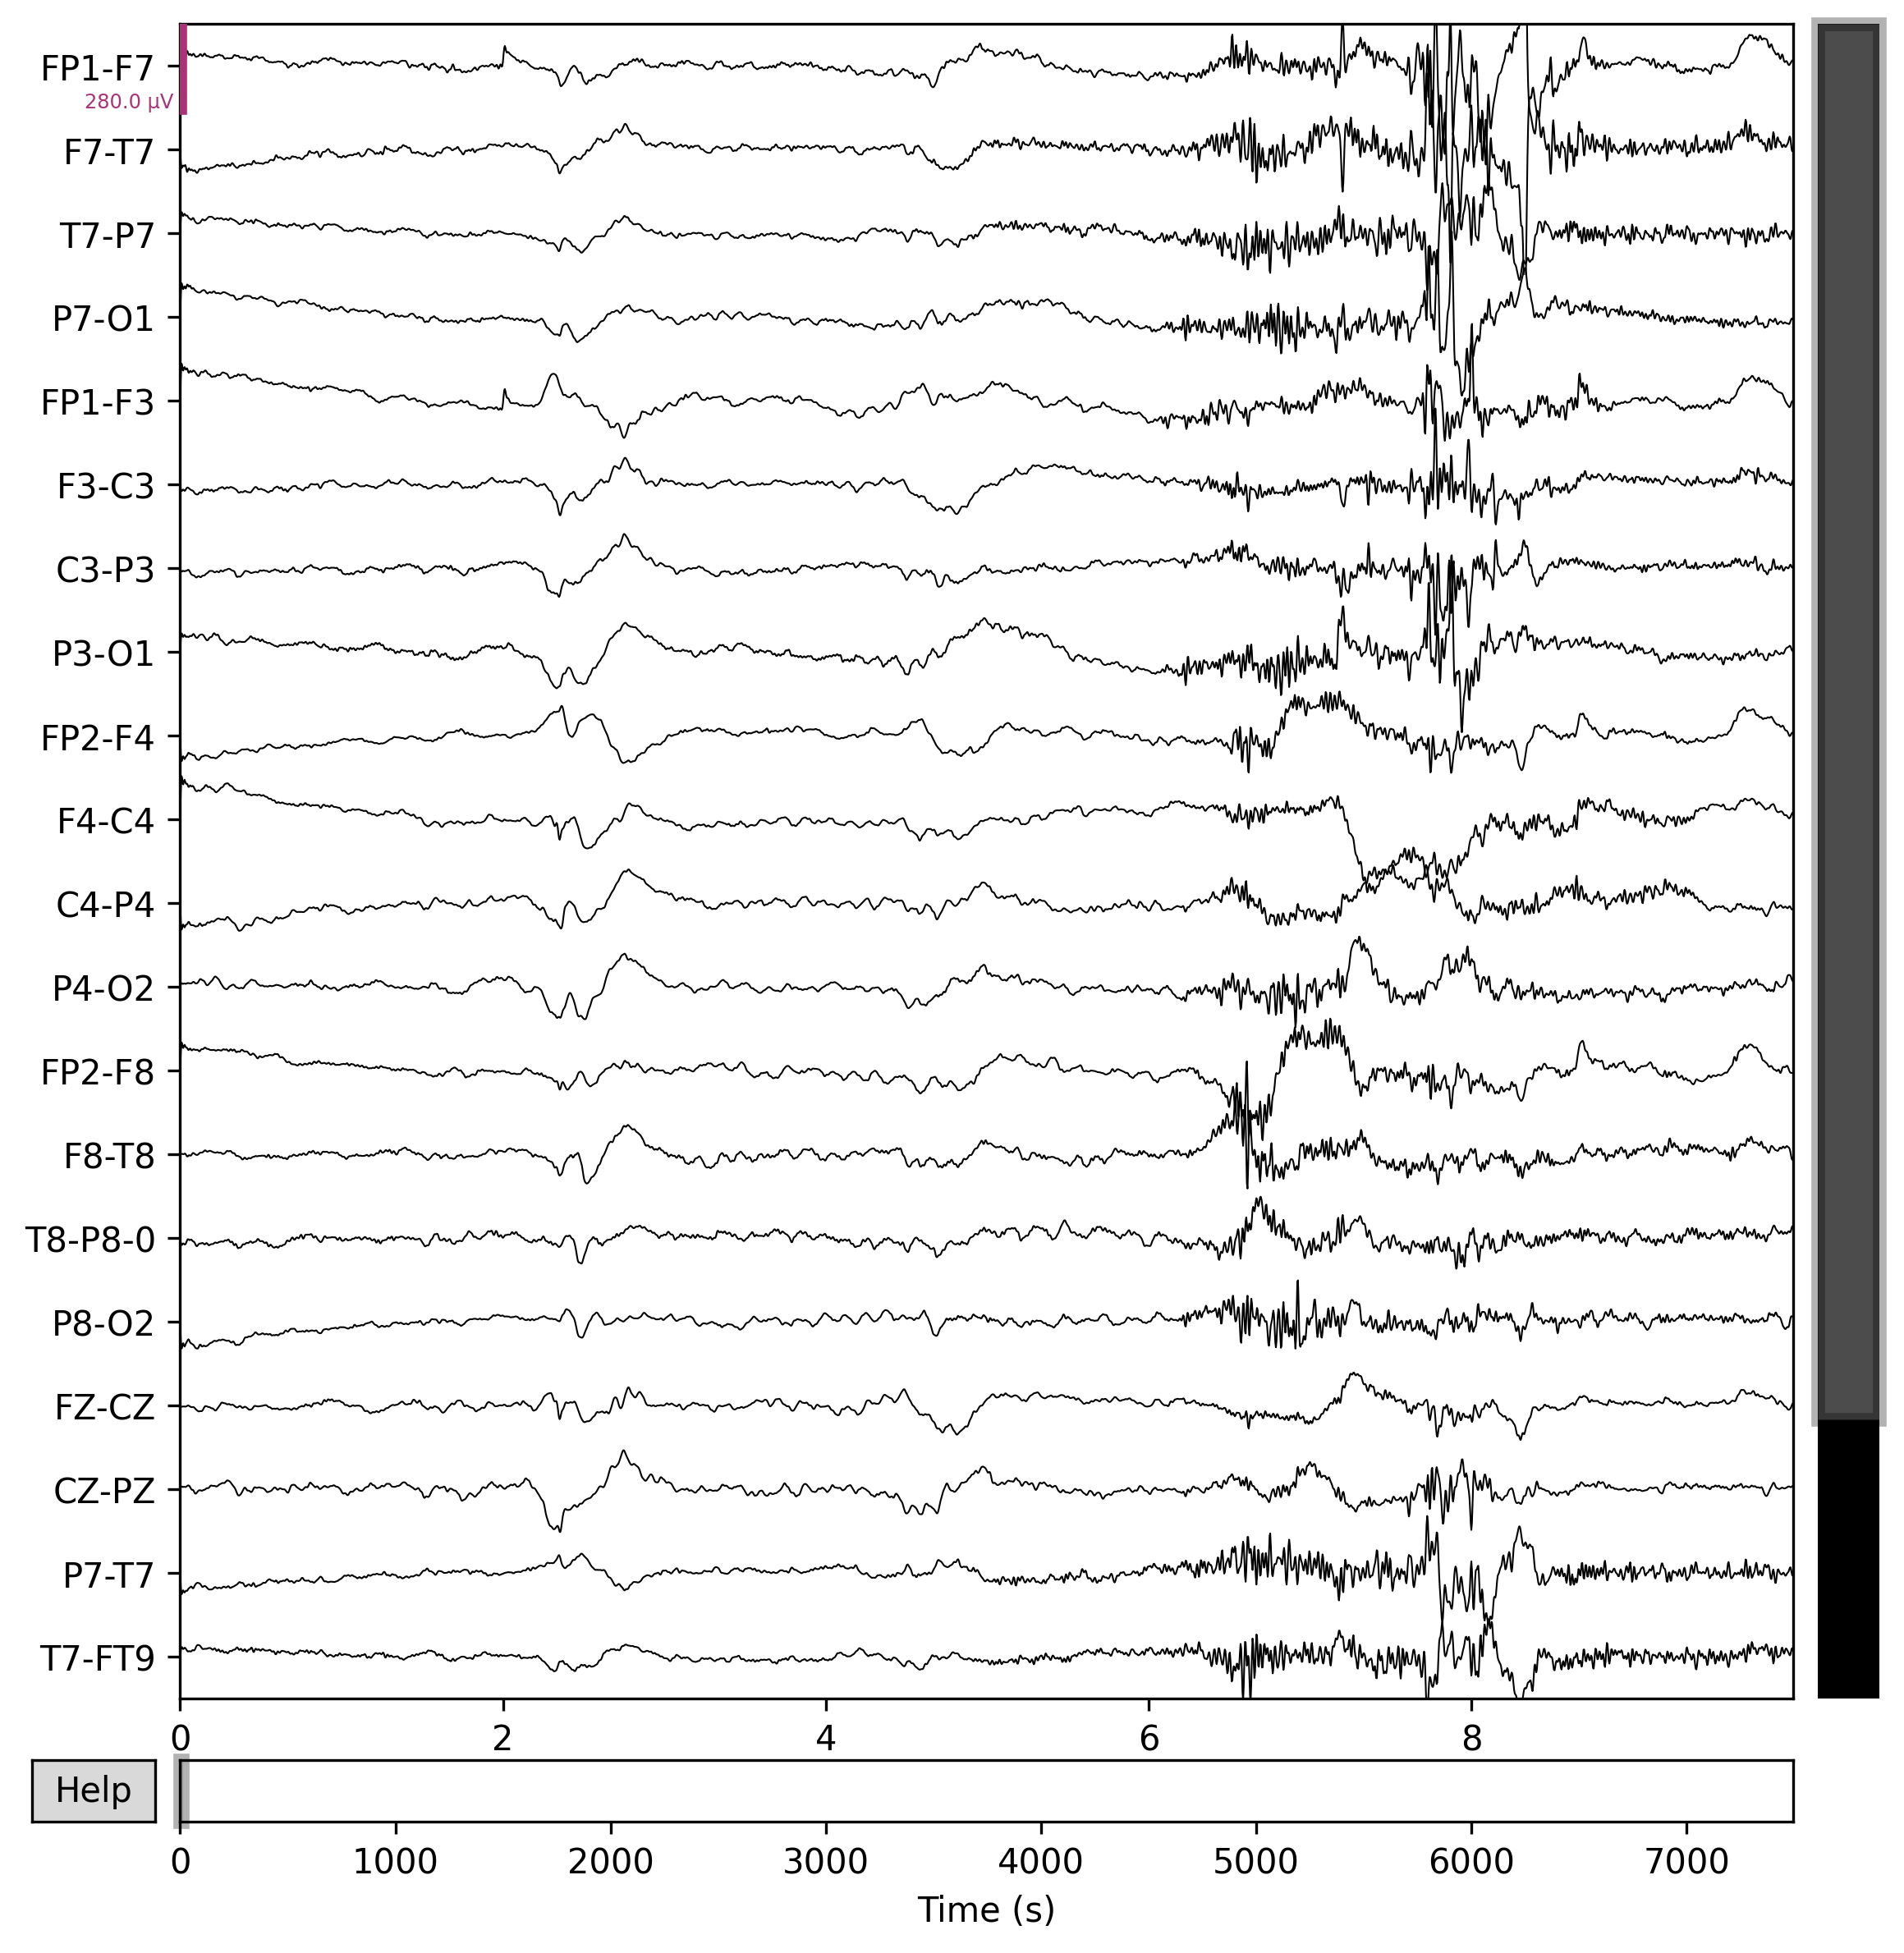 FP1-F7
280.0 µV
F7-T7
T7-P7
P7-O1
FP1-F3
F3-C3
C3-P3
P3-O1
FP2-F4
F4-C4
C4-P4
P4-O2
FP2-F8
F8-T8
T8-P8-0
P8-O2
FZ-CZ
CZ-PZ
P7-T7
T7-FT9
0 2 4 6 8
Help
0 1000 2000 3000 4000 5000 6000 7000
Time (s)